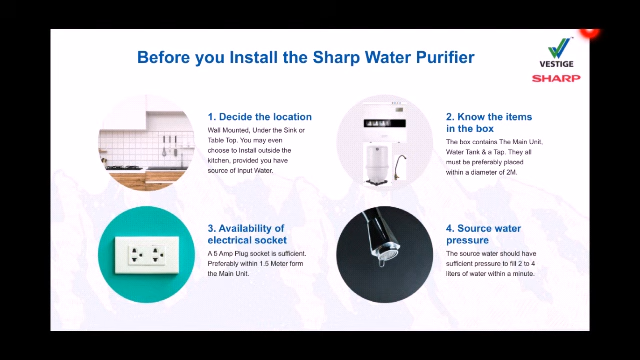 Before you Install the Sharp Water Purifier
VESTIGE
SHARP
1. Decide the location
Wall Mounted, Under the Sink or
Table Top. You may even
choose to Install outside the
kitchen, provided you have
source of Input Water.
2. Know the items
in the box
The box contains The Main Unit,
Water Tank & a Tap. They all
must be preferably placed
within a diameter of 2M.
3. Availability of
electrical socket
A 5 Amp Plug socket is sufficient.
Preferably within 1.5 Meter form
the Main Unit.
4. Source water
pressure
The source water should have
sufficient pressure to fill 2 to 4
liters of water within a minute.